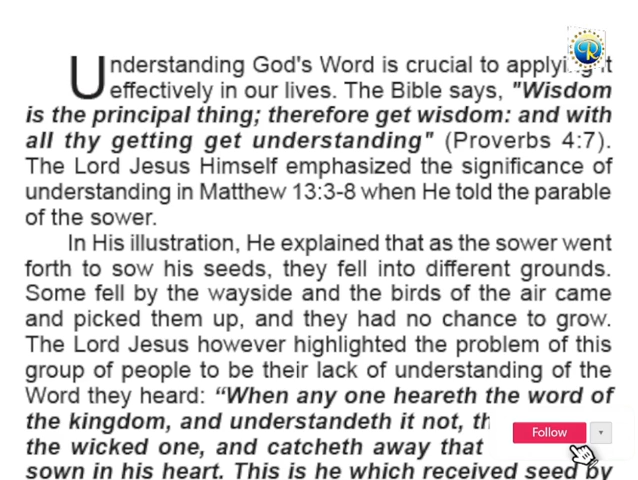 Understanding God's Word is crucial to applying it
effectively in our lives. The Bible says, "Wisdom
is the principal thing; therefore get wisdom: and with
all thy getting get understanding" (Proverbs 4:7).
The Lord Jesus Himself emphasized the significance of
understanding in Matthew 13:3-8 when He told the parable
of the sower.
In His illustration, He explained that as the sower went
forth to sow his seeds, they fell into different grounds.
Some fell by the wayside and the birds of the air came
and picked them up, and they had no chance to grow.
The Lord Jesus however highlighted the problem of this
group of people to be their lack of understanding of the
Word they heard: “When any one heareth the word of
the kingdom, and understandeth it not,
the wicked one, and catcheth away that
sown in his heart. This is he which received seed by
R
Follow